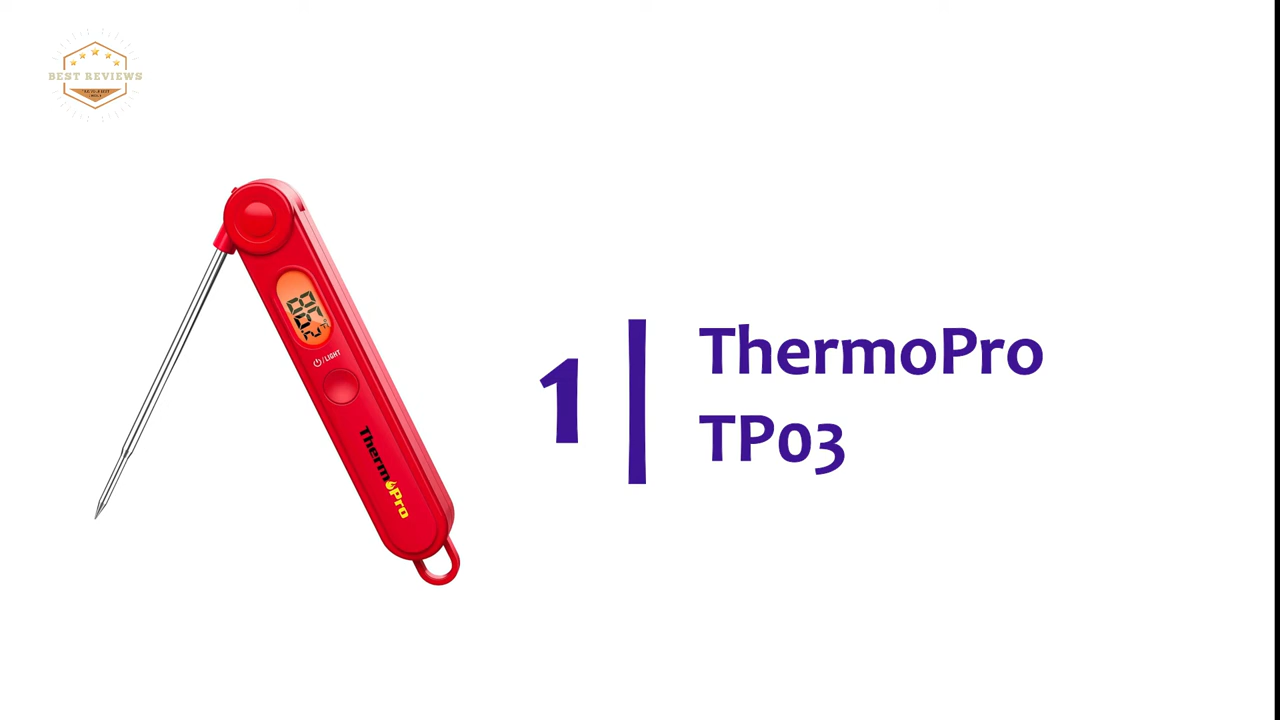 BEST REVIEWS
1
ThermoPro
TP03
/LIGHT
ThermoPro